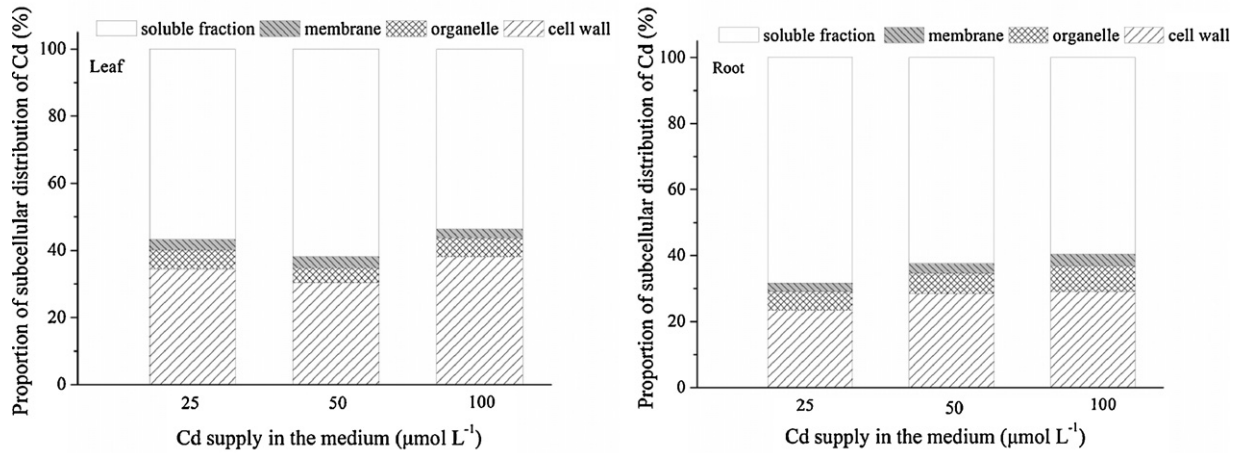 soluble fraction membrane organelle cell wall
Leaf
Proportion of subcellular distribution of Cd (%)
100
80
60
40
20
0
25 50 100
Cd supply in the medium (μmol L⁻¹)
soluble fraction membrane organelle cell wall
Root
Proportion of subcellular distribution of Cd (%)
100
80
60
40
20
0
25 50 100
Cd supply in the medium (μmol L⁻¹)